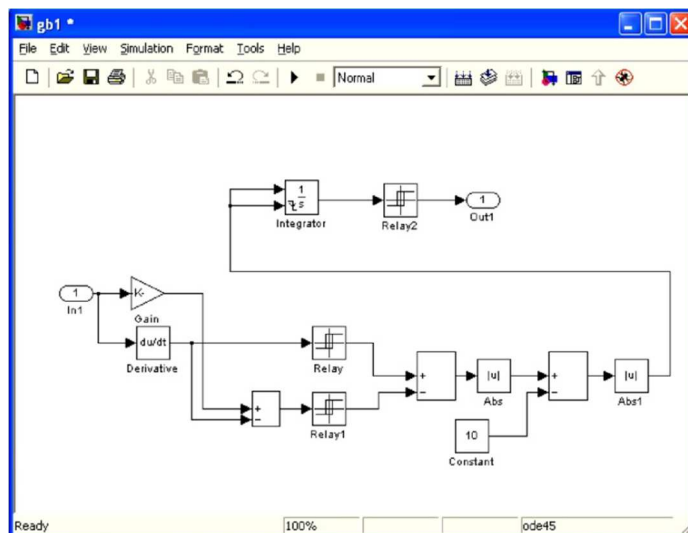 gb1 *
File Edit View Simulation Format Tools Help
Normal
1
s
Integrator
Relay2
1
Out1
1
In1
K-
Gain
du/dt
Derivative
Relay
+
−
Relay1
+
−
|u|
Abs
10
Constant
+
−
|u|
Abs1
Ready 100% ode45